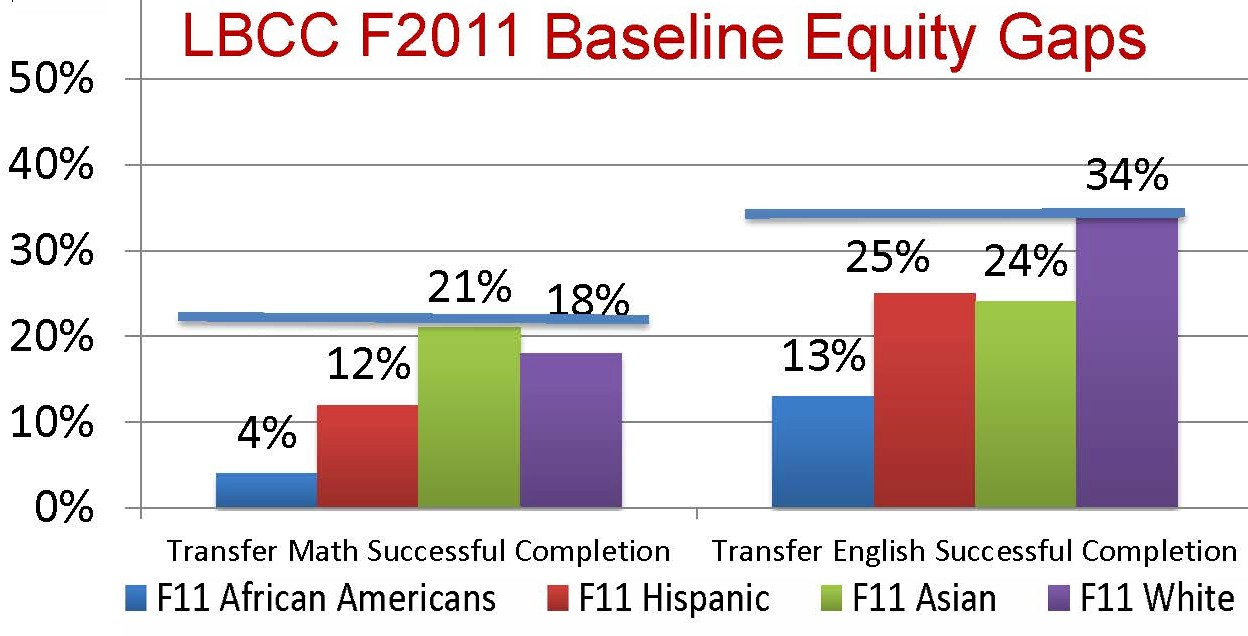 LBCC F2011 Baseline Equity Gaps
50%
40%
30%
20%
10%
0%
4%
12%
21%
18%
13%
25%
24%
34%
Transfer Math Successful Completion
Transfer English Successful Completion
F11 African Americans
F11 Hispanic
F11 Asian
F11 White